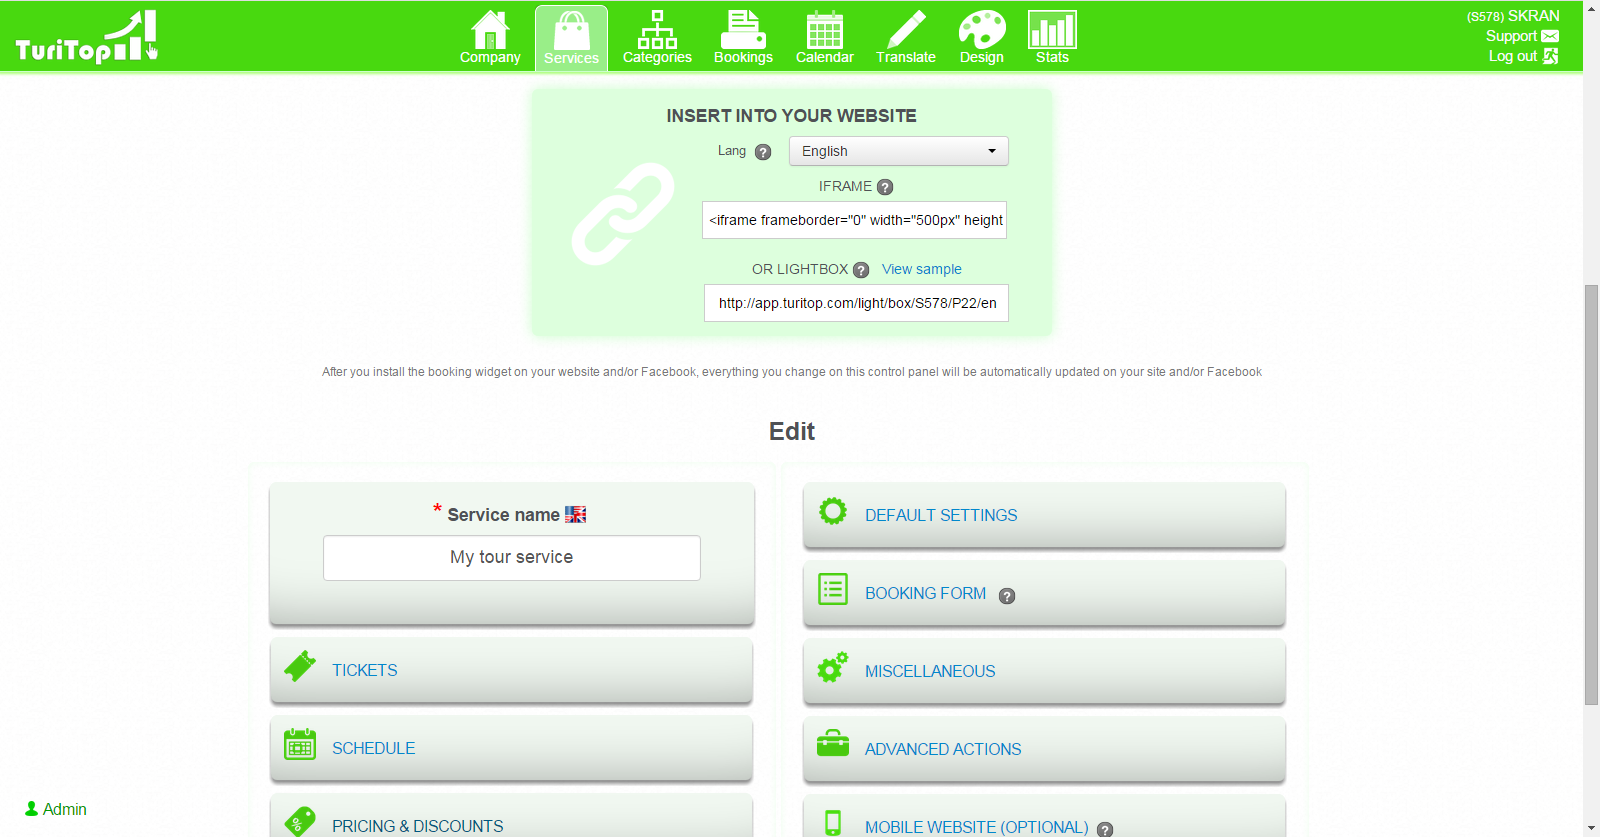 TuriTop
Company
Services
Categories
Bookings
Calendar
Translate
Design
Stats
(S578) SKRAN
Support
Log out
INSERT INTO YOUR WEBSITE
Lang ?
English
IFRAME ?
<iframe frameborder="0" width="500px" height
OR LIGHTBOX ? View sample
http://app.turitop.com/light/box/S578/P22/en
After you install the booking widget on your website and/or Facebook, everything you change on this control panel will be automatically updated on your site and/or Facebook
Edit
* Service name
My tour service
TICKETS
SCHEDULE
PRICING & DISCOUNTS
DEFAULT SETTINGS
BOOKING FORM ?
MISCELLANEOUS
ADVANCED ACTIONS
MOBILE WEBSITE (OPTIONAL) ?
Admin